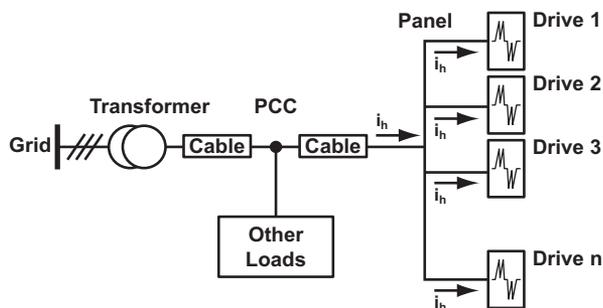 Panel
Drive 1
i_h
Drive 2
i_h
Transformer
PCC
i_h
Drive 3
Grid
Cable
Cable
i_h
Other
Loads
Drive n
i_h